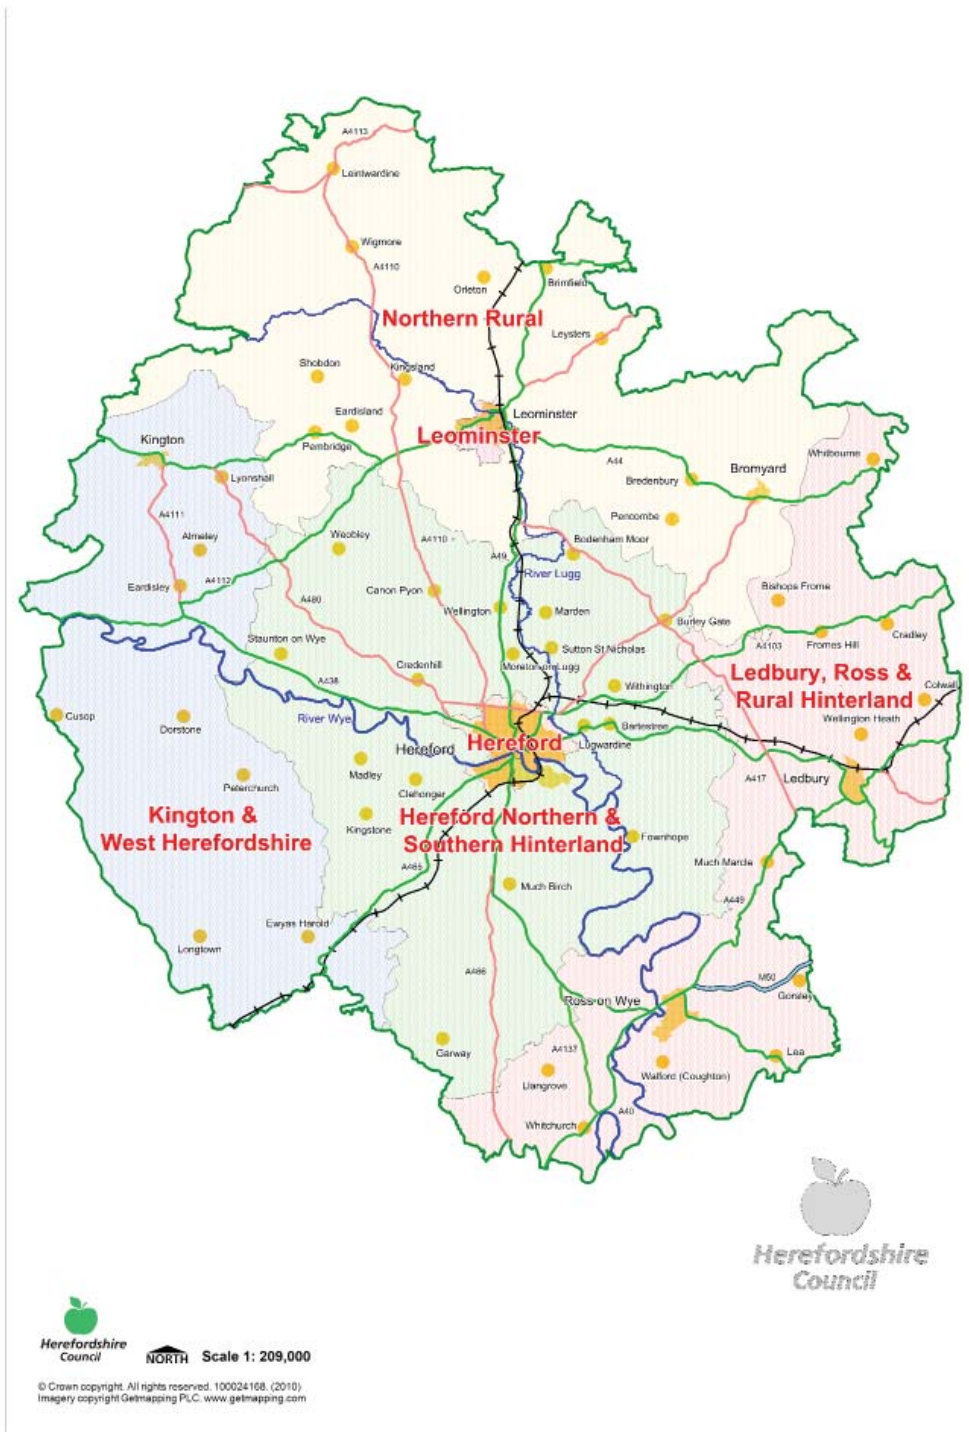 A4113
Leintwardine
Wigmore
A4110
Orleton
Brimfield
Northern Rural
Leysters
Shobdon
Kingsland
Eardisland
Leominster
Leominster
Pembridge
Kington
Lyonshall
A44
Bredenbury
Bromyard
Whitbourne
A4111
Pencombe
Almeley
Weobley
A4110
A49
Bodenham Moor
River Lugg
Eardisley
A4112
A480
Canon Pyon
Wellington
Marden
Bishops Frome
Burley Gate
Staunton on Wye
Sutton St Nicholas
A4103
Fromes Hill
Cradley
Credenhill
Moreton on Lugg
A438
Withington
Ledbury, Ross &
Rural Hinterland
Colwall
Cusop
Dorstone
River Wye
Bartestree
Wellington Heath
Hereford
Hereford
Lugwardine
Madley
Peterchurch
Clehonger
A417
Ledbury
Kington &
West Herefordshire
Kingstone
Hereford Northern &
Southern Hinterland
Fownhope
A465
Much Birch
Much Marcle
A449
Ewyas Harold
Longtown
A466
M50
Gorsley
Ross on Wye
Garway
A4137
Llangrove
Walford (Coughton)
Lea
Whitchurch
A40
Herefordshire
Council
Herefordshire
Council
NORTH
Scale 1: 209,000
© Crown copyright. All rights reserved. 100024168. (2010)
Imagery copyright Getmapping PLC. www.getmapping.com